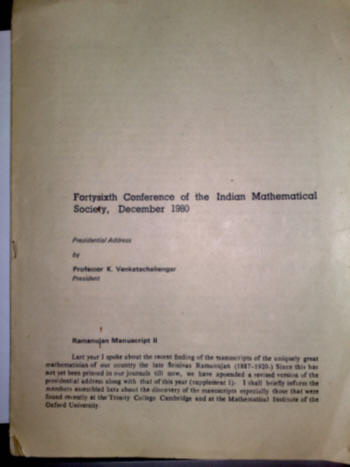 Fortysixth Conference of the Indian Mathematical
Society, December 1980
Presidential Address
by
Professor K. Venkatachaliengar
President
Ramanujan Manuscript II
Last year I spoke about the recent finding of the manuscripts of the uniquely great
mathematician of our country the late Srinivas Ramanujan (1887-1920.) Since this has
not yet been printed in our journals till now, we have appended a revised version of the
presidential address along with that of this year (supplement I). I shall briefly inform the
members assembled here about the discovery of the manuscripts especially those that were
found recently at the Trinity College Cambridge and at the Mathematical Institute of the
Oxford University.